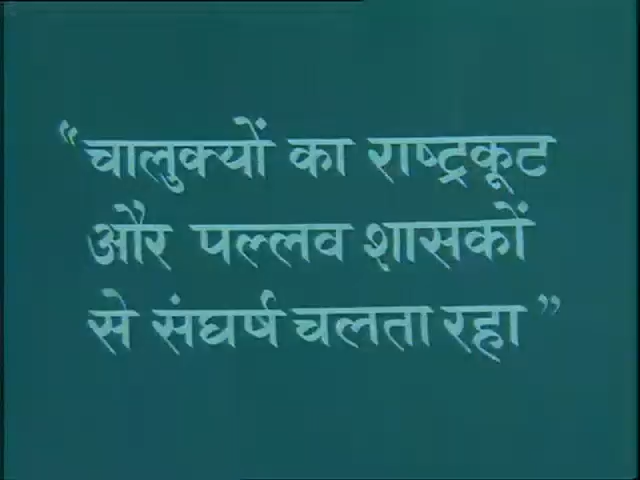 “चालुक्यों का राष्ट्रकूट
और पल्लव शासकों
से संघर्ष चलता रहा”